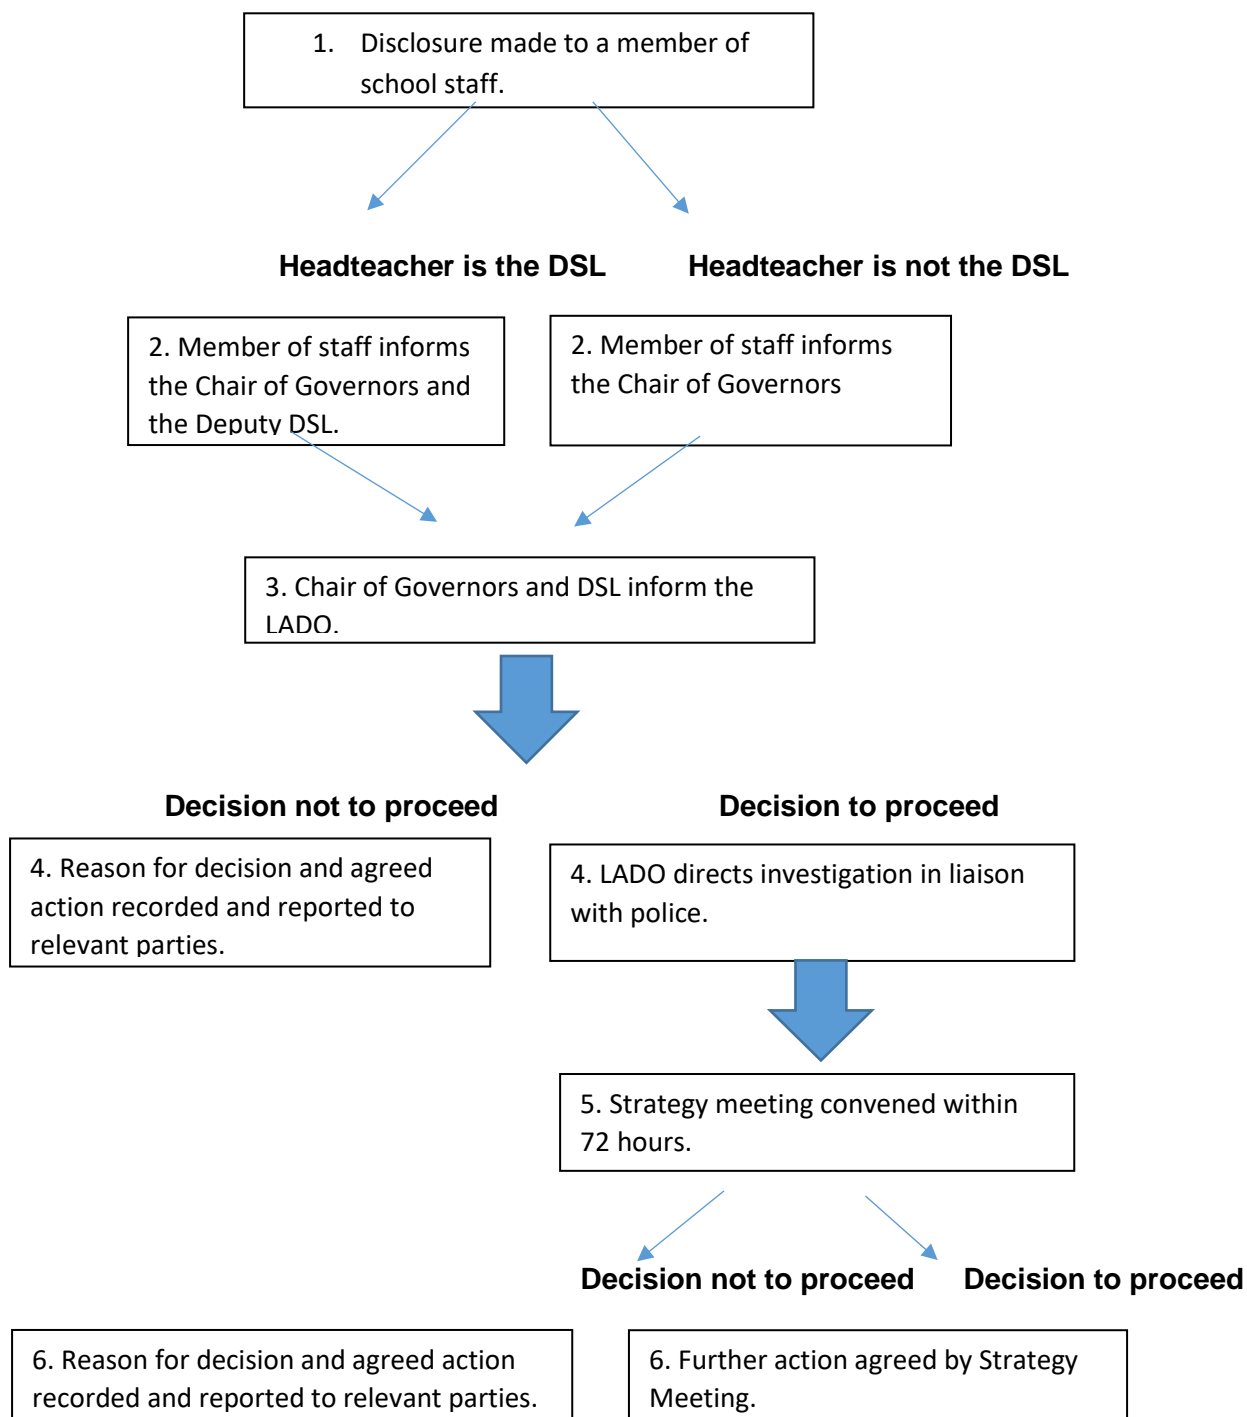 1. Disclosure made to a member of
school staff.
Headteacher is the DSL
Headteacher is not the DSL
2. Member of staff informs
the Chair of Governors and
the Deputy DSL.
2. Member of staff informs
the Chair of Governors
3. Chair of Governors and DSL inform the
LADO.
Decision not to proceed
Decision to proceed
4. Reason for decision and agreed
action recorded and reported to
relevant parties.
4. LADO directs investigation in liaison
with police.
5. Strategy meeting convened within
72 hours.
Decision not to proceed
Decision to proceed
6. Reason for decision and agreed action
recorded and reported to relevant parties.
6. Further action agreed by Strategy
Meeting.